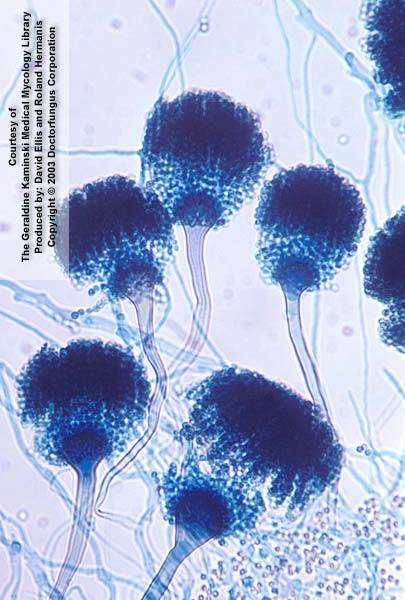 Courtesy of
The Geraldine Kaminski Medical Mycology Library
Produced by: David Ellis and Roland Hermanis
Copyright © 2003 Doctorfungus Corporation